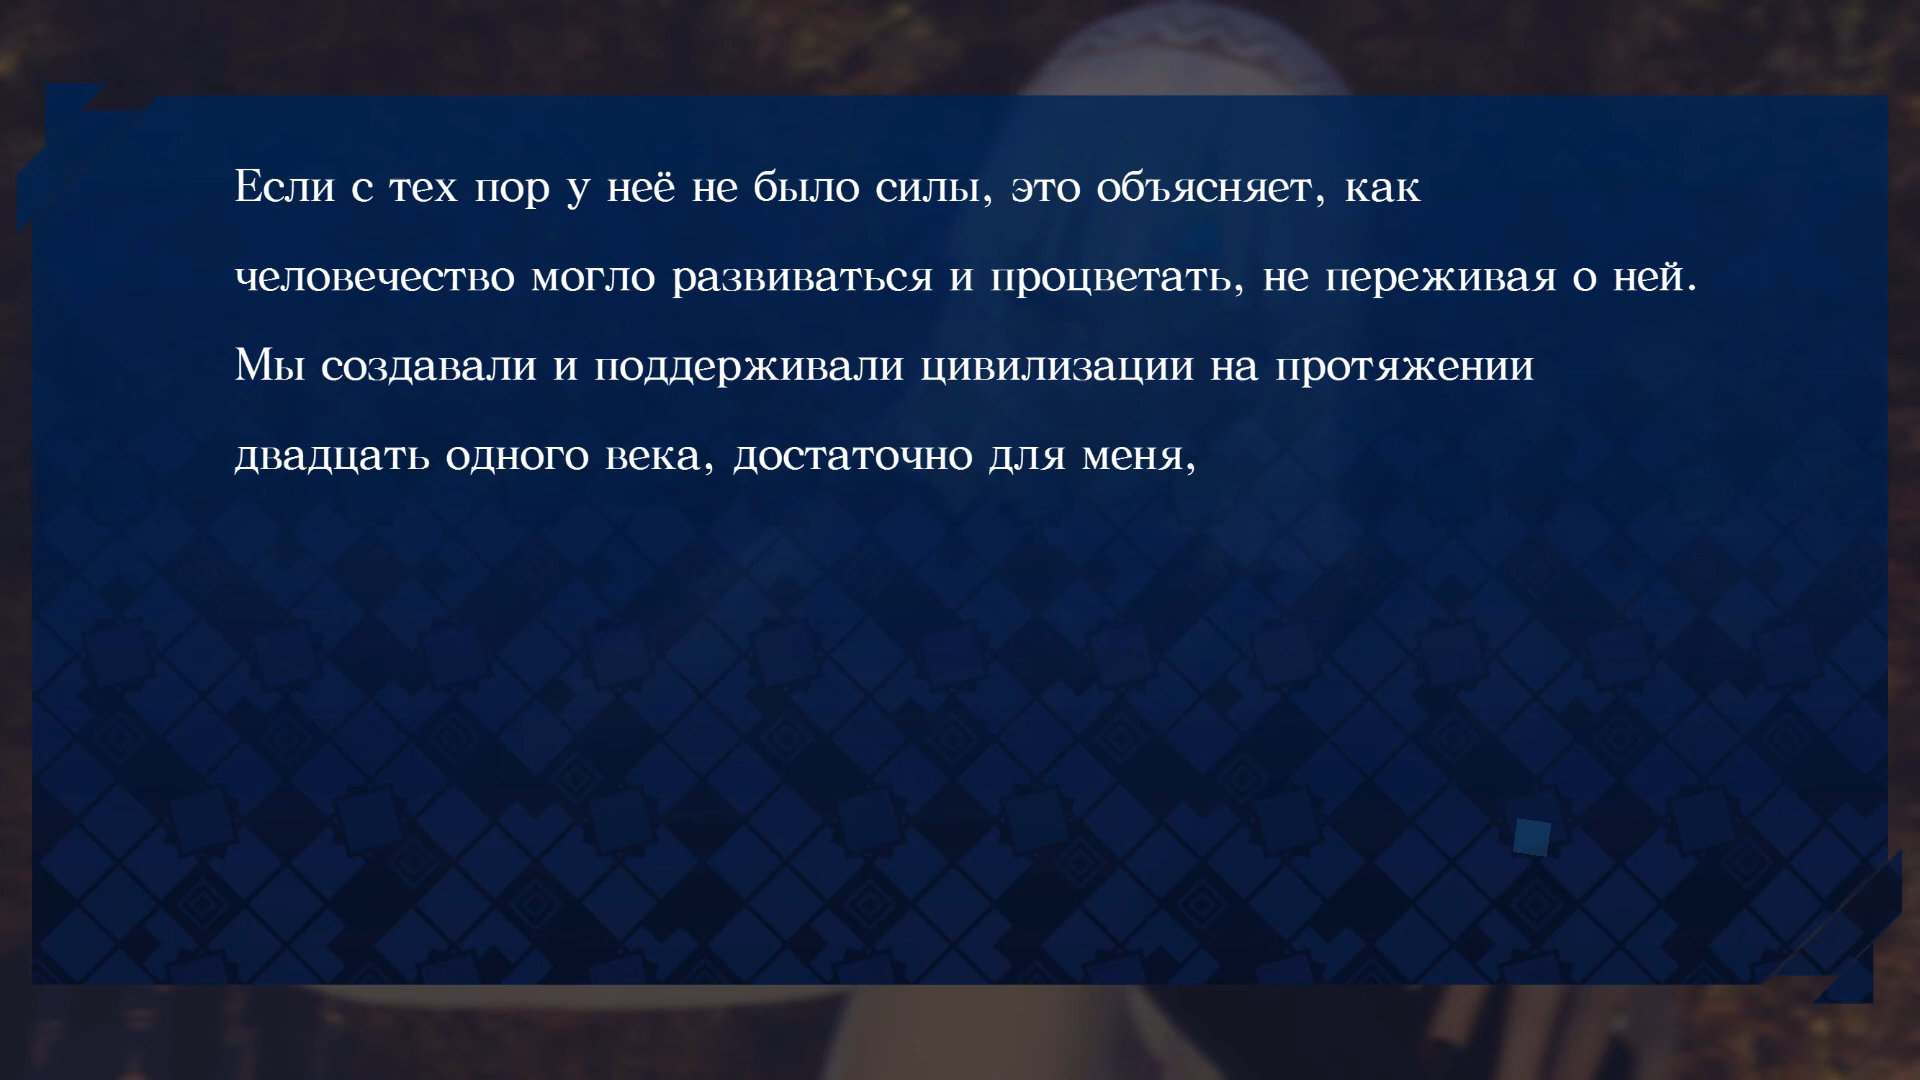 Если с тех пор у неё не было силы, это объясняет, как
человечество могло развиваться и процветать, не переживая о ней.
Мы создавали и поддерживали цивилизации на протяжении
двадцать одного века, достаточно для меня,